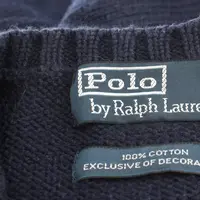 Polo
by Ralph Laure
100% COTTON
EXCLUSIVE OF DECORA